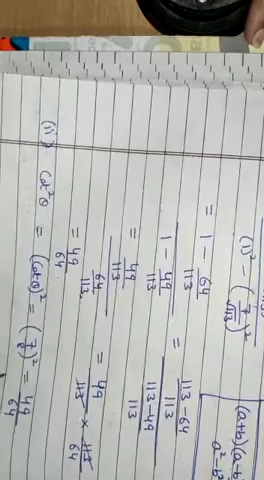 (a+b)(a-b
a²-b²
(1)² - (7/√113)²
= 1 - 64/113 / 1 - 49/113 = 113-64/113 / 113-49/113
= 49/113 / 64/113 = 49/113 × 113/64
= 49/64
(ii) Cot²θ = (Cotθ)² = (7/8)² = 49/64